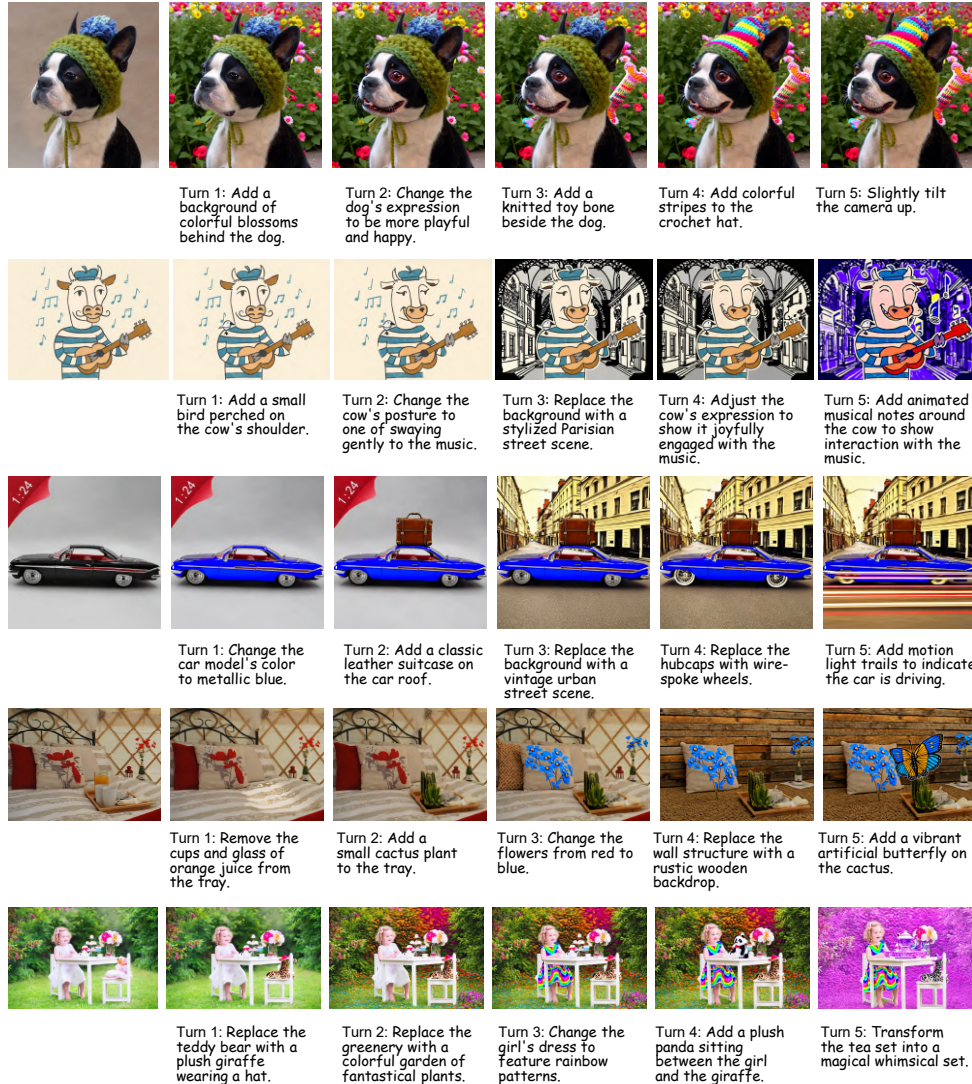 Turn 1: Add a
background of
colorful blossoms
behind the dog.
Turn 2: Change the
dog's expression
to be more playful
and happy.
Turn 3: Add a
knitted toy bone
beside the dog.
Turn 4: Add colorful
stripes to the
crochet hat.
Turn 5: Slightly tilt
the camera up.
Turn 1: Add a small
bird perched on
the cow's shoulder.
Turn 2: Change the
cow's posture to
one of swaying
gently to the music.
Turn 3: Replace the
background with a
stylized Parisian
street scene.
Turn 4: Adjust the
cow's expression to
show it joyfully
engaged with the
music.
Turn 5: Add animated
musical notes around
the cow to show
interaction with the
music.
1:24
1:24
1:24
Turn 1: Change the
car model's color
to metallic blue.
Turn 2: Add a classic
leather suitcase on
the car roof.
Turn 3: Replace the
background with a
vintage urban
street scene.
Turn 4: Replace the
hubcaps with wire-
spoke wheels.
Turn 5: Add motion
light trails to indicate
the car is driving.
Turn 1: Remove the
cups and glass of
orange juice from
the tray.
Turn 2: Add a
small cactus plant
to the tray.
Turn 3: Change the
flowers from red to
blue.
Turn 4: Replace the
wall structure with a
rustic wooden
backdrop.
Turn 5: Add a vibrant
artificial butterfly on
the cactus.
Turn 1: Replace the
teddy bear with a
plush giraffe
wearing a hat.
Turn 2: Replace the
greenery with a
colorful garden of
fantastical plants.
Turn 3: Change the
girl's dress to
feature rainbow
patterns.
Turn 4: Add a plush
panda sitting
between the girl
and the giraffe.
Turn 5: Transform
the tea set into a
magical whimsical set.